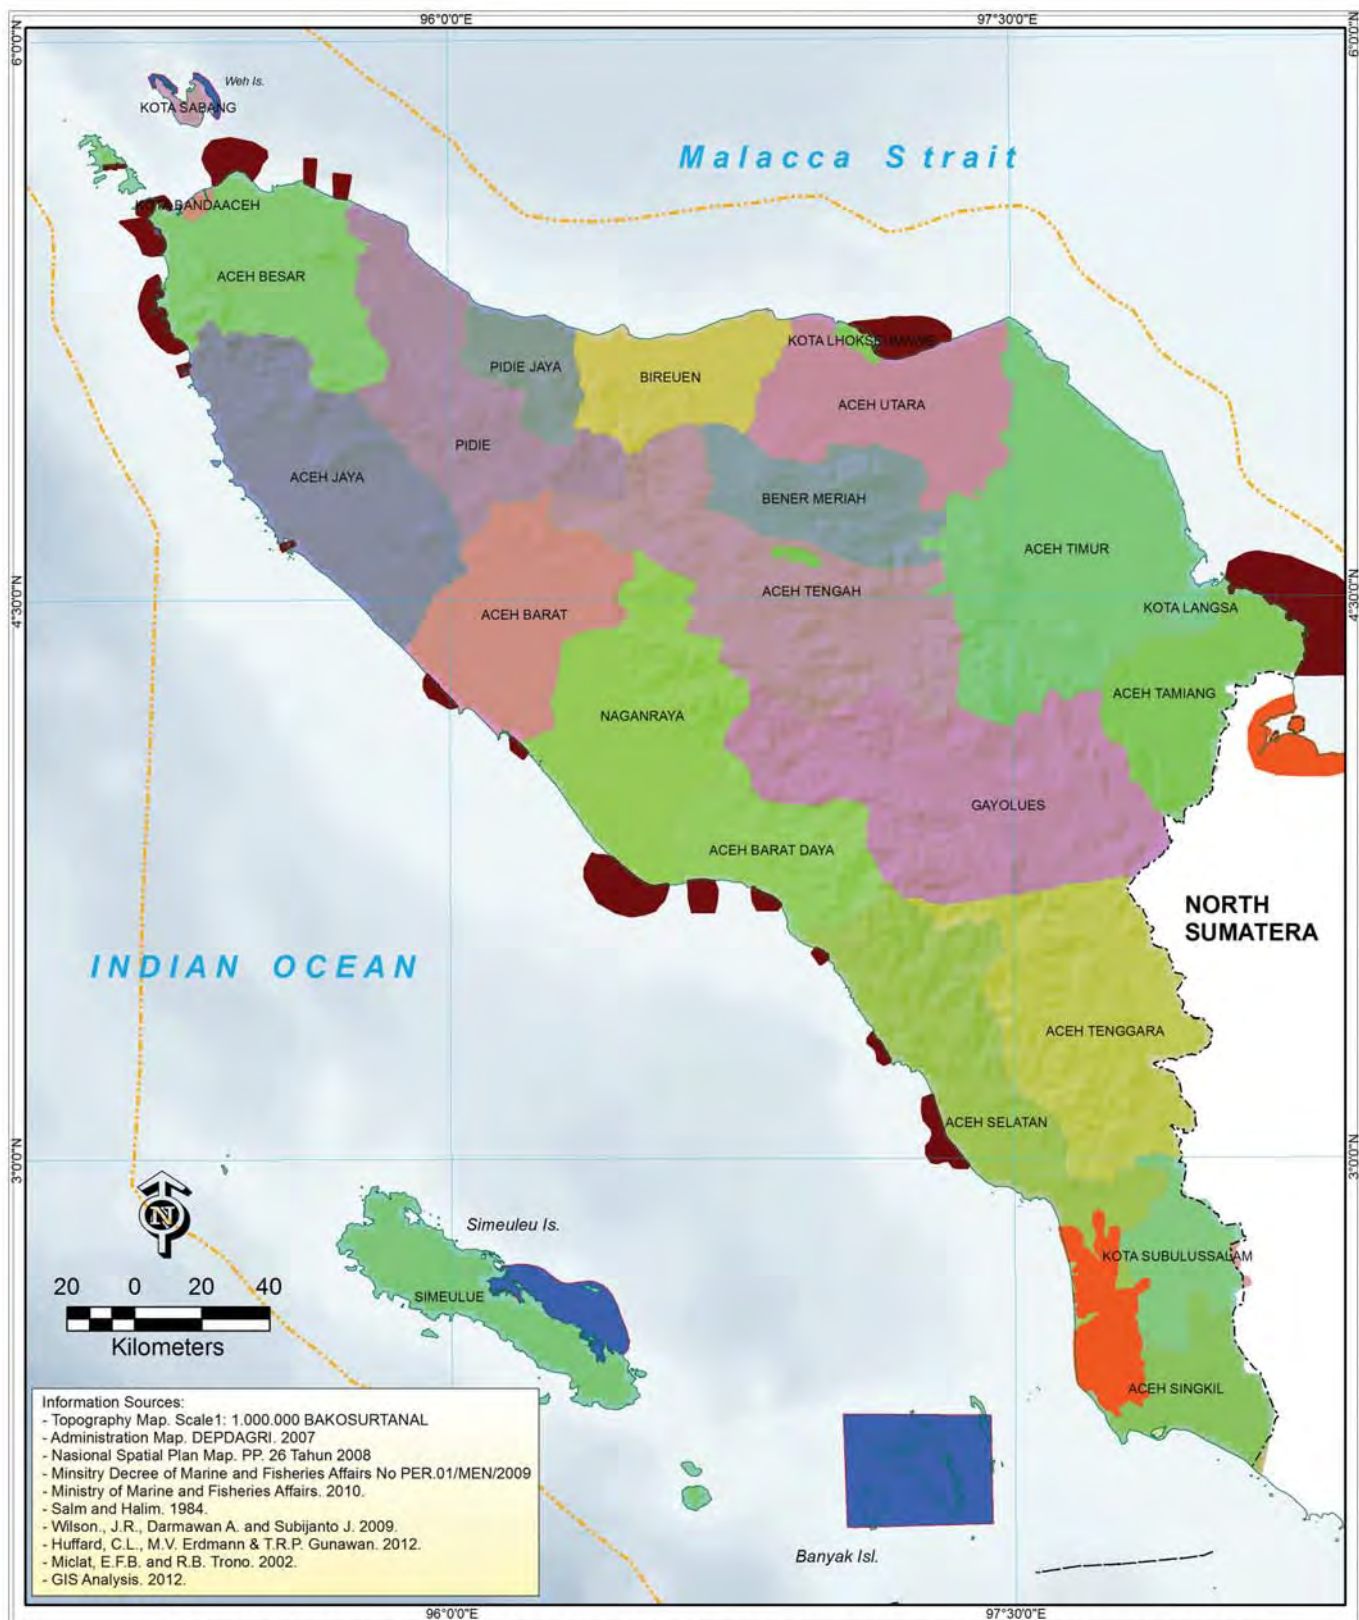 96°0'0"E
97°30'0"E
6°0'0"N
6°0'0"N
Weh Is.
KOTA SABANG
Malacca Strait
KOTA BANDAACEH
ACEH BESAR
KOTA LHOKSEUMAWE
PIDIE JAYA
BIREUEN
ACEH UTARA
PIDIE
ACEH JAYA
BENER MERIAH
ACEH TIMUR
4°30'0"N
4°30'0"N
ACEH TENGAH
KOTA LANGSA
ACEH BARAT
ACEH TAMIANG
NAGANRAYA
GAYOLUES
ACEH BARAT DAYA
NORTH
SUMATERA
INDIAN OCEAN
ACEH TENGGARA
ACEH SELATAN
3°0'0"N
3°0'0"N
N
Simeuleu Is.
KOTA SUBULUSSALAM
20 0 20 40
Kilometers
SIMEULUE
ACEH SINGKIL
Information Sources:
- Topography Map. Scale1: 1.000.000 BAKOSURTANAL
- Administration Map. DEPDAGRI. 2007
- Nasional Spatial Plan Map. PP. 26 Tahun 2008
- Minsitry Decree of Marine and Fisheries Affairs No PER.01/MEN/2009
- Ministry of Marine and Fisheries Affairs. 2010.
- Salm and Halim. 1984.
- Wilson., J.R., Darmawan A. and Subijanto J. 2009.
- Huffard, C.L., M.V. Erdmann & T.R.P. Gunawan. 2012.
- Miclat, E.F.B. and R.B. Trono. 2002.
- GIS Analysis. 2012.
Banyak Isl.
96°0'0"E
97°30'0"E